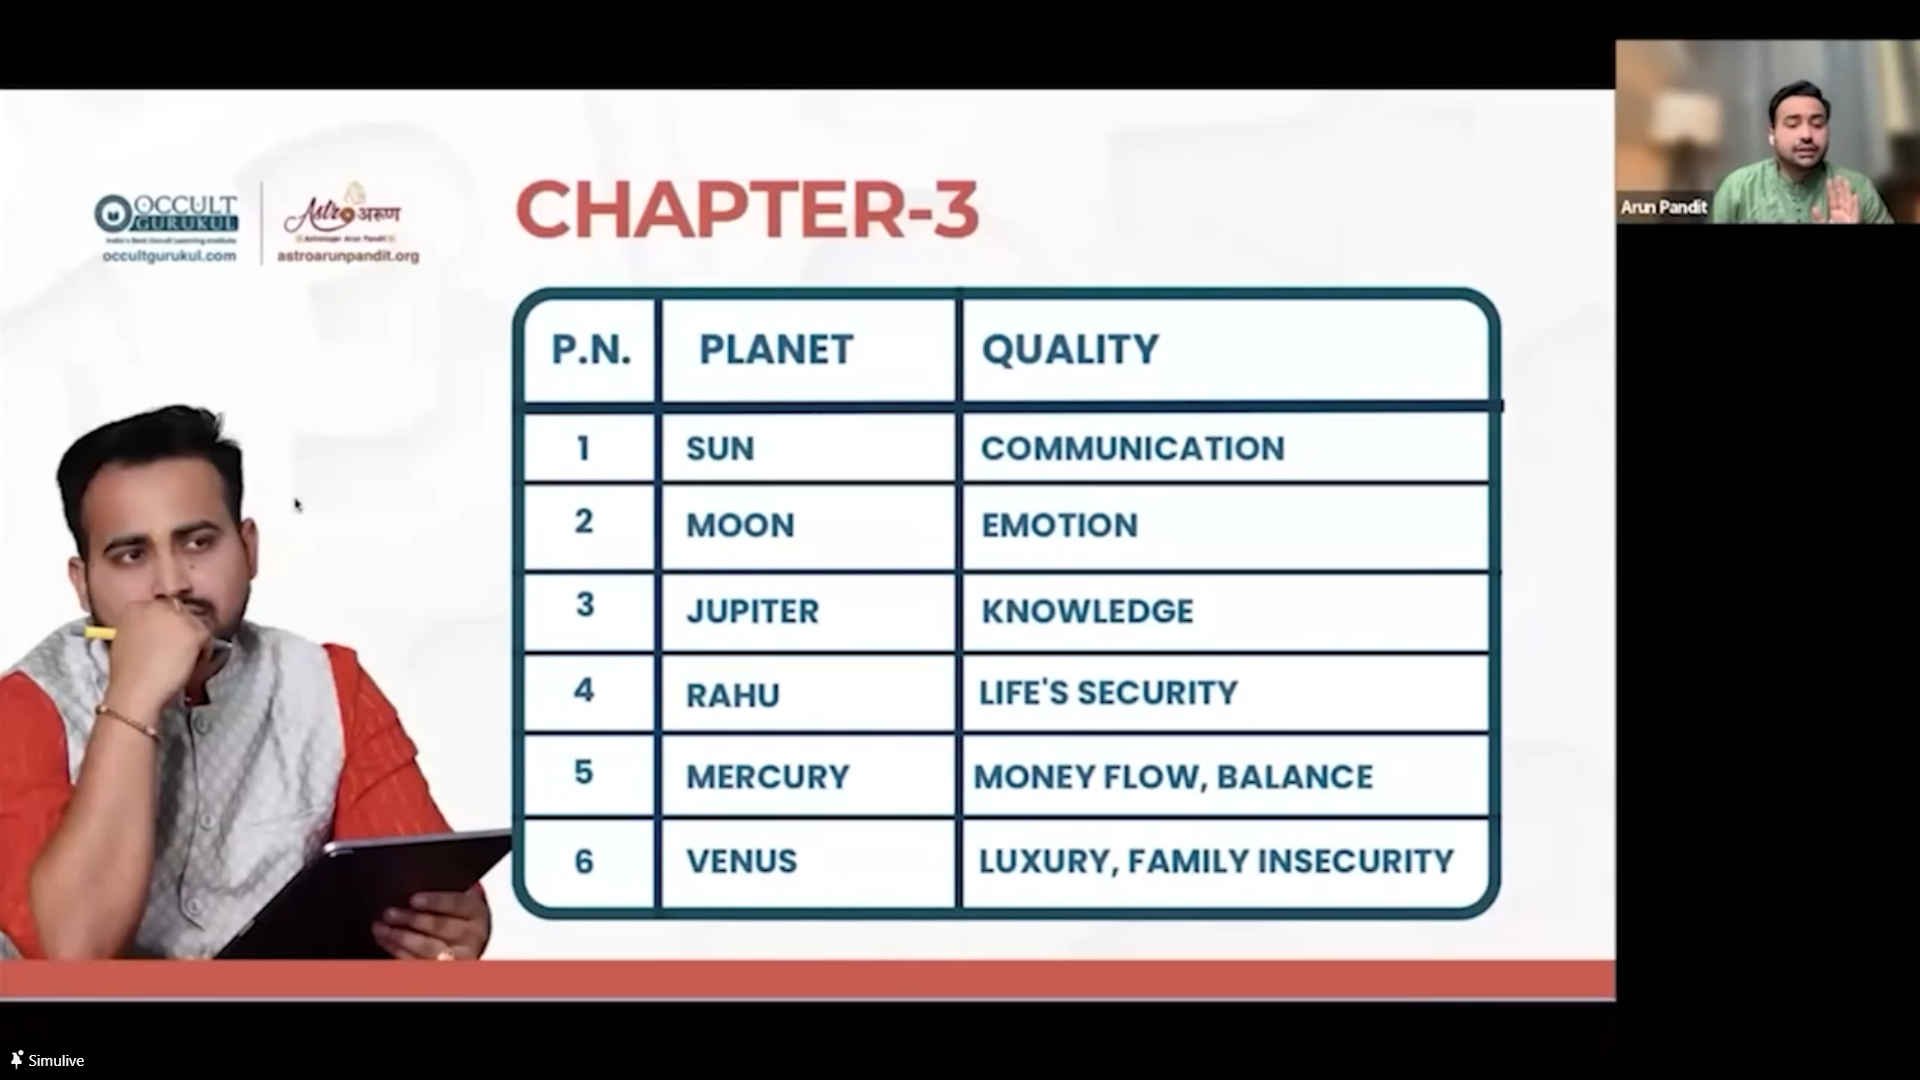 OCCULT
GURUKUL
India's Best Occult Learning Institute
occultgurukul.com
Astro अरुण
Astrologer Arun Pandit
astroarunpandit.org
CHAPTER-3
P.N. PLANET QUALITY
1 SUN COMMUNICATION
2 MOON EMOTION
3 JUPITER KNOWLEDGE
4 RAHU LIFE'S SECURITY
5 MERCURY MONEY FLOW, BALANCE
6 VENUS LUXURY, FAMILY INSECURITY
Arun Pandit
Simulive